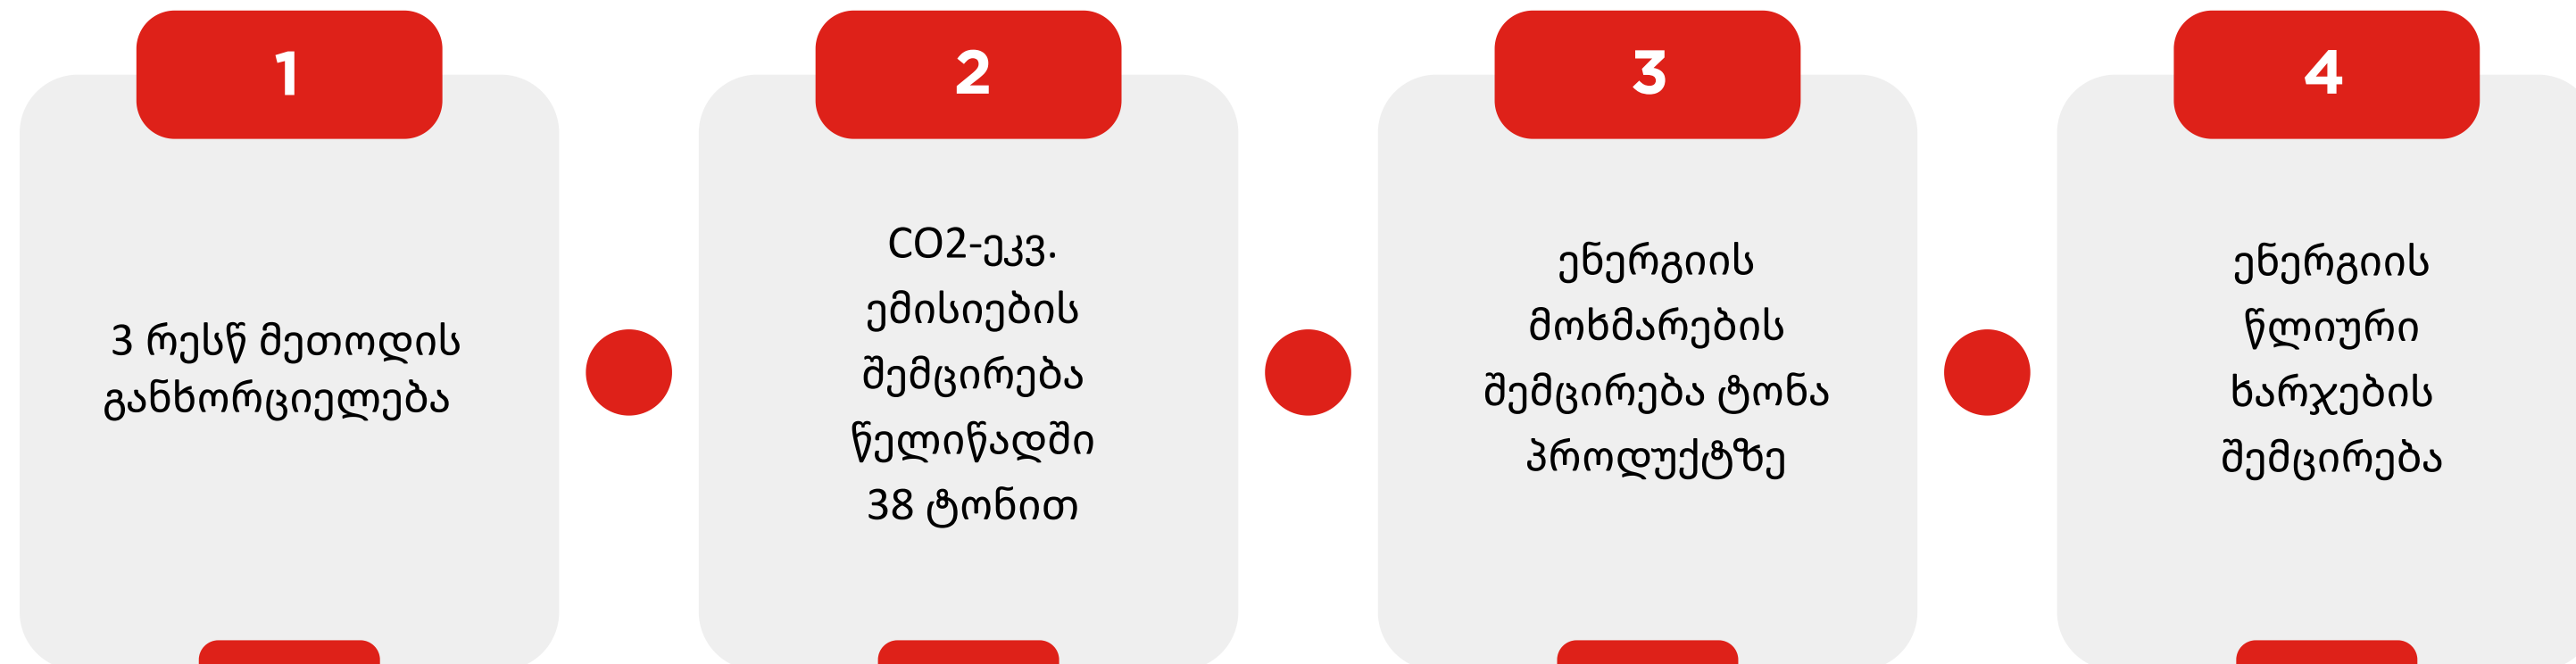 1
3 რესწ მეთოდის
განხორციელება
2
CO2-ეკვ.
ემისიების
შემცირება
წელიწადში
38 ტონით
3
ენერგიის
მოხმარების
შემცირება ტონა
პროდუქტზე
4
ენერგიის
წლიური
ხარჯების
შემცირება